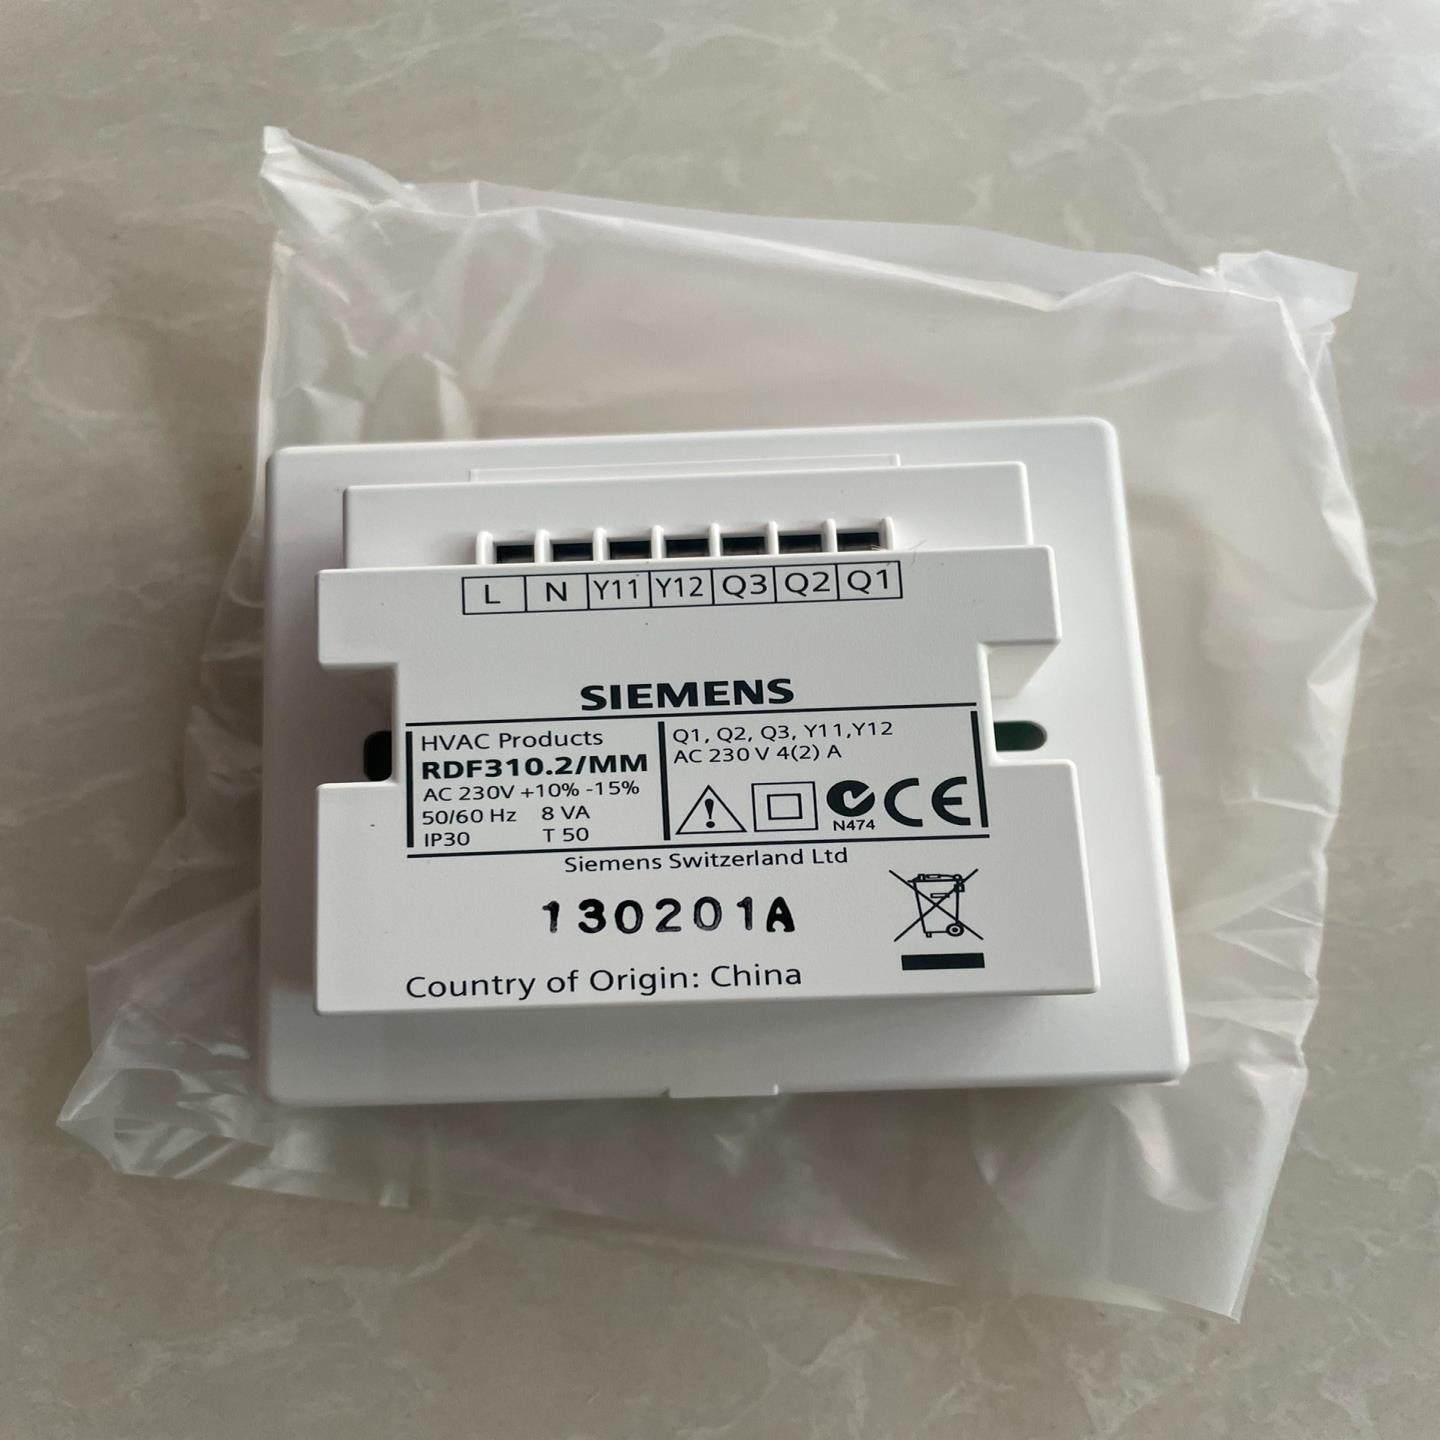 L N Y11 Y12 Q3 Q2 Q1
SIEMENS
HVAC Products
RDF310.2/MM
AC 230V +10% -15%
50/60 Hz 8 VA
IP30 T 50
Q1, Q2, Q3, Y11,Y12
AC 230 V 4(2) A
N474
CE
Siemens Switzerland Ltd
130201A
Country of Origin: China